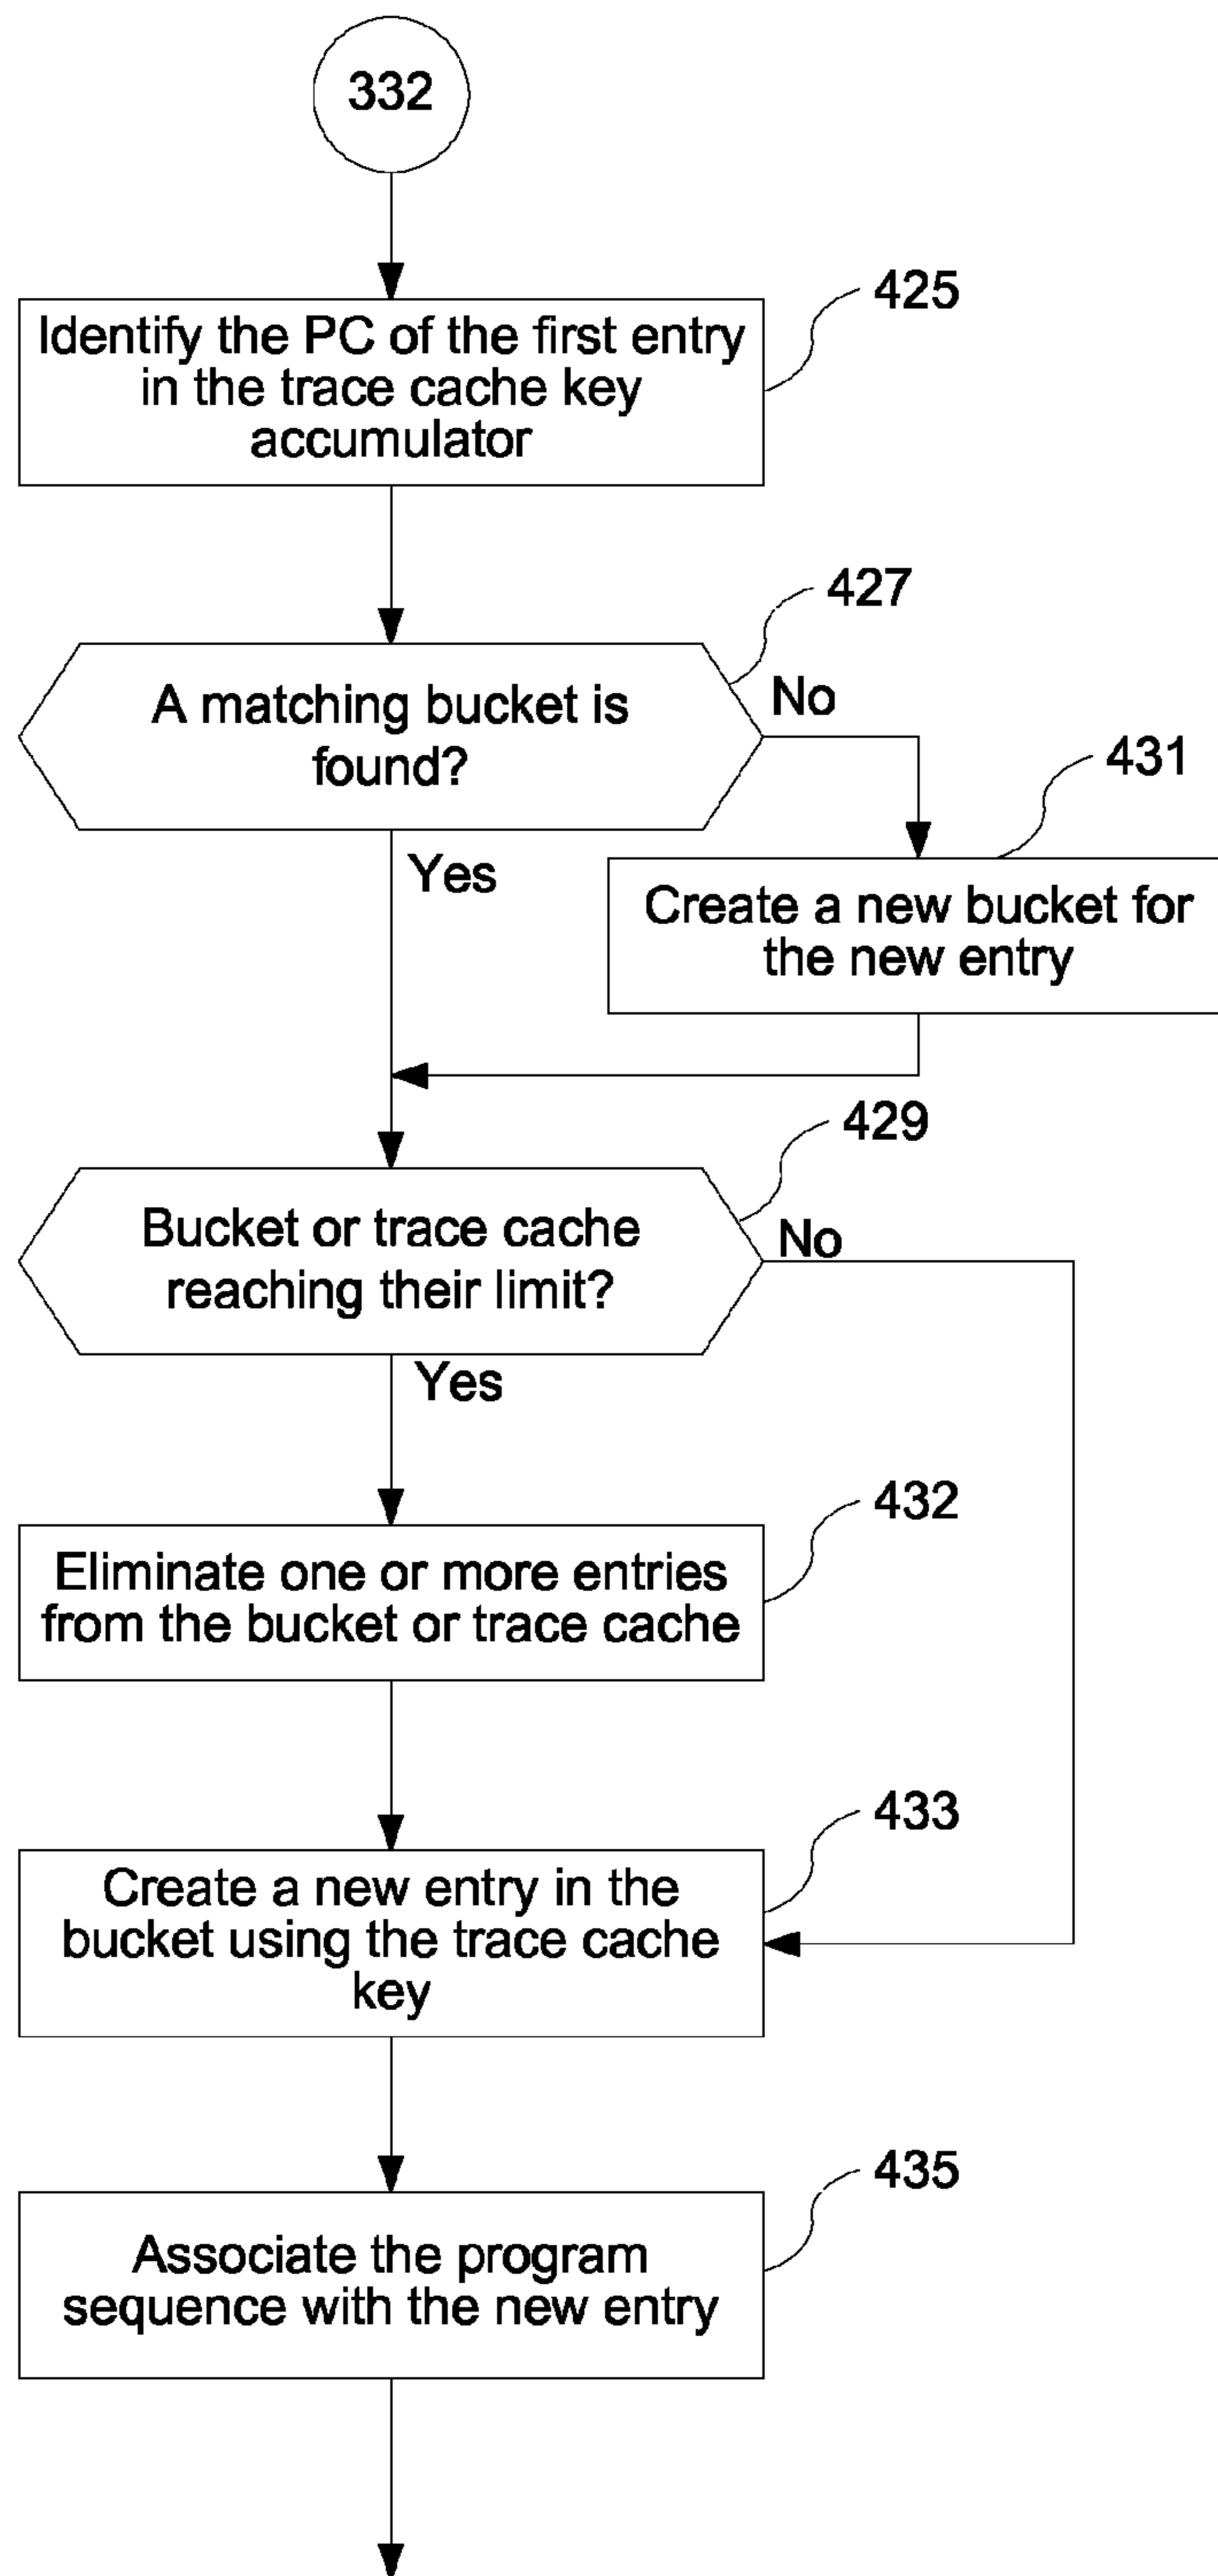 332
425
Identify the PC of the first entry
in the trace cache key
accumulator
427
A matching bucket is
found?
No
431
Yes
Create a new bucket for
the new entry
429
Bucket or trace cache
reaching their limit?
No
Yes
432
Eliminate one or more entries
from the bucket or trace cache
433
Create a new entry in the
bucket using the trace cache
key
435
Associate the program
sequence with the new entry